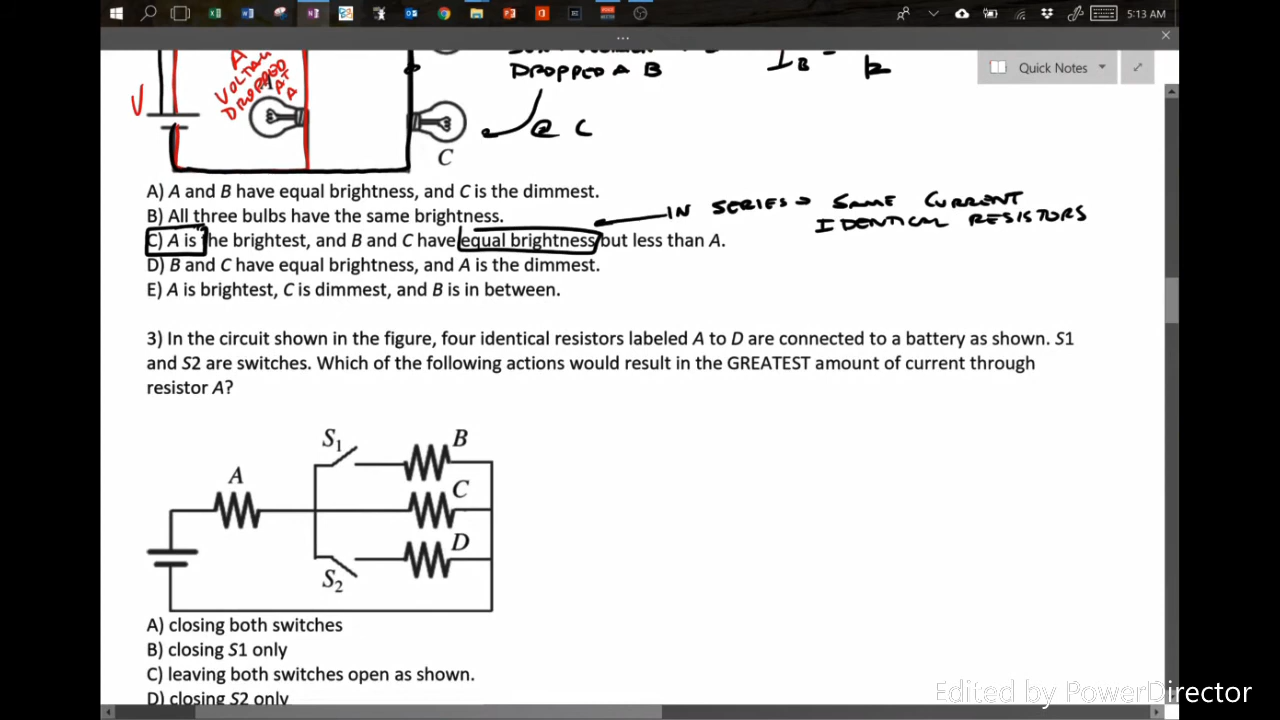 5:13 AM
...
Quick Notes
V
A
VOLTAGE
DROPPED
AT
A
DROPPED A B
I B =
R
@ C
C
A) A and B have equal brightness, and C is the dimmest.
B) All three bulbs have the same brightness.
IN SERIES → SAME CURRENT
IDENTICAL RESISTORS
C) A is the brightest, and B and C have equal brightness but less than A.
D) B and C have equal brightness, and A is the dimmest.
E) A is brightest, C is dimmest, and B is in between.
3) In the circuit shown in the figure, four identical resistors labeled A to D are connected to a battery as shown. S1
and S2 are switches. Which of the following actions would result in the GREATEST amount of current through
resistor A?
S1
B
A
C
D
S2
A) closing both switches
B) closing S1 only
C) leaving both switches open as shown.
D) closing S2 only
Edited by PowerDirector